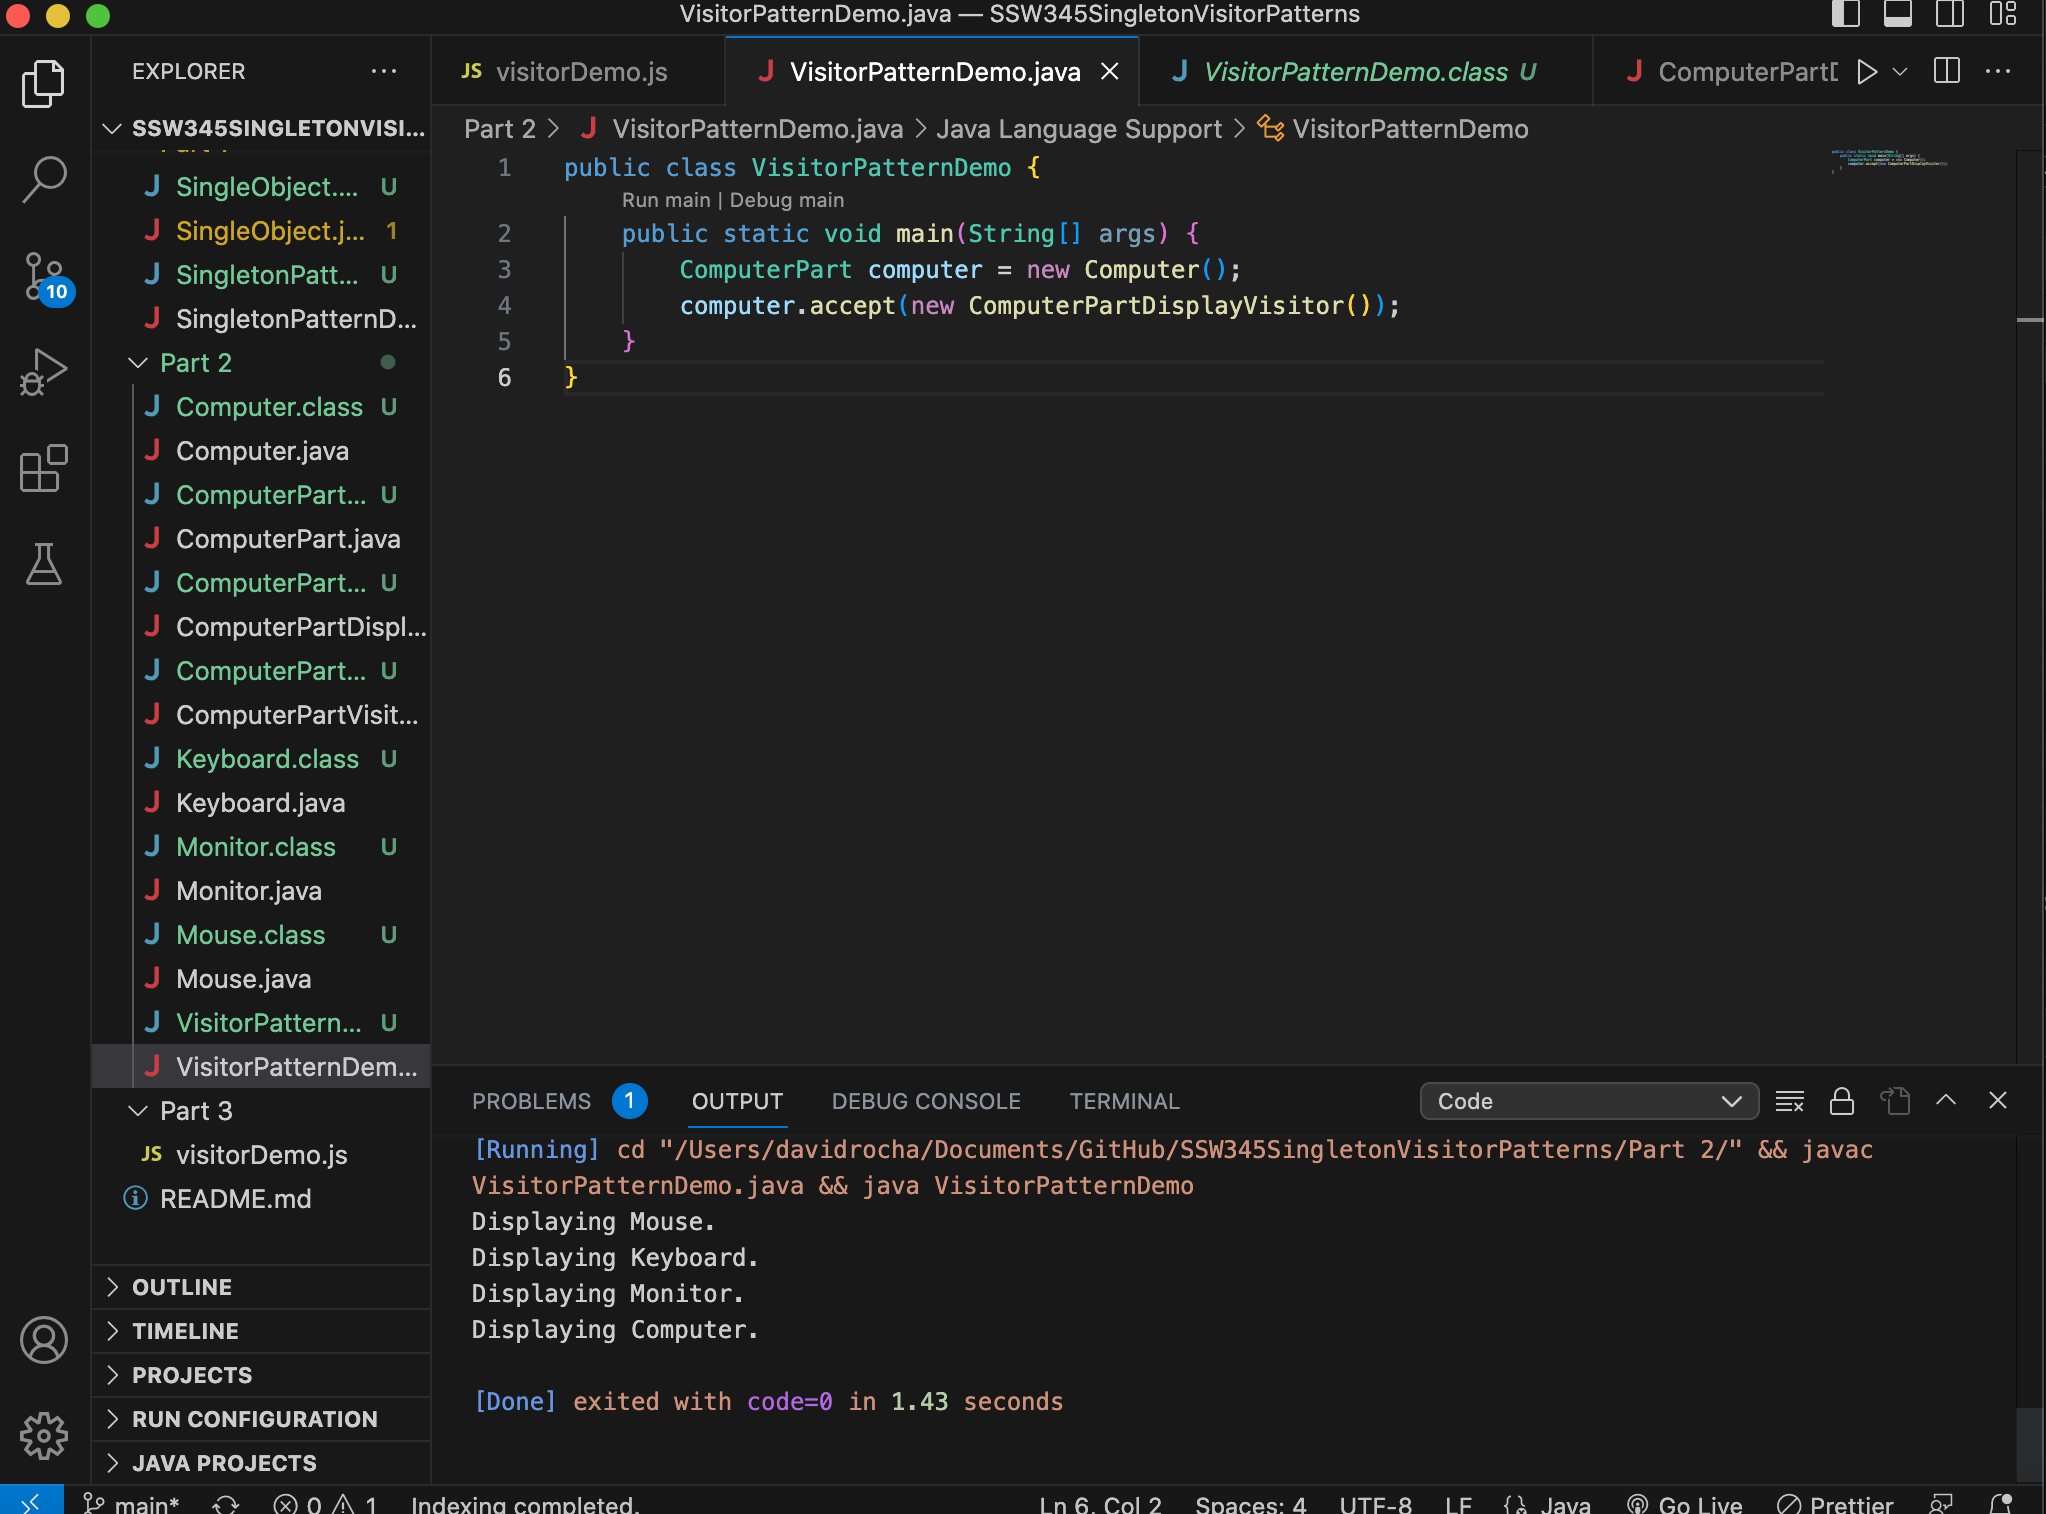 VisitorPatternDemo.java — SSW345SingletonVisitorPatterns
EXPLORER
SSW345SINGLETONVISI...
SingleObject.... U
SingleObject.j... 1
SingletonPatt... U
SingletonPatternD...
Part 2
Computer.class U
Computer.java
ComputerPart... U
ComputerPart.java
ComputerPart... U
ComputerPartDispl...
ComputerPart... U
ComputerPartVisit...
Keyboard.class U
Keyboard.java
Monitor.class U
Monitor.java
Mouse.class U
Mouse.java
VisitorPattern... U
VisitorPatternDem...
Part 3
JS visitorDemo.js
README.md
OUTLINE
TIMELINE
PROJECTS
RUN CONFIGURATION
JAVA PROJECTS
10
JS visitorDemo.js
VisitorPatternDemo.java
VisitorPatternDemo.class U
ComputerPartD
Part 2 > VisitorPatternDemo.java > Java Language Support > VisitorPatternDemo
1 public class VisitorPatternDemo {
Run main | Debug main
2 public static void main(String[] args) {
3 ComputerPart computer = new Computer();
4 computer.accept(new ComputerPartDisplayVisitor());
5 }
6 }
PROBLEMS 1 OUTPUT DEBUG CONSOLE TERMINAL
Code
[Running] cd "/Users/davidrocha/Documents/GitHub/SSW345SingletonVisitorPatterns/Part 2/" && javac
VisitorPatternDemo.java && java VisitorPatternDemo
Displaying Mouse.
Displaying Keyboard.
Displaying Monitor.
Displaying Computer.
[Done] exited with code=0 in 1.43 seconds
main* 0 1 Indexing completed. Ln 6, Col 2 Spaces: 4 UTF-8 LF {} Java Go Live Prettier